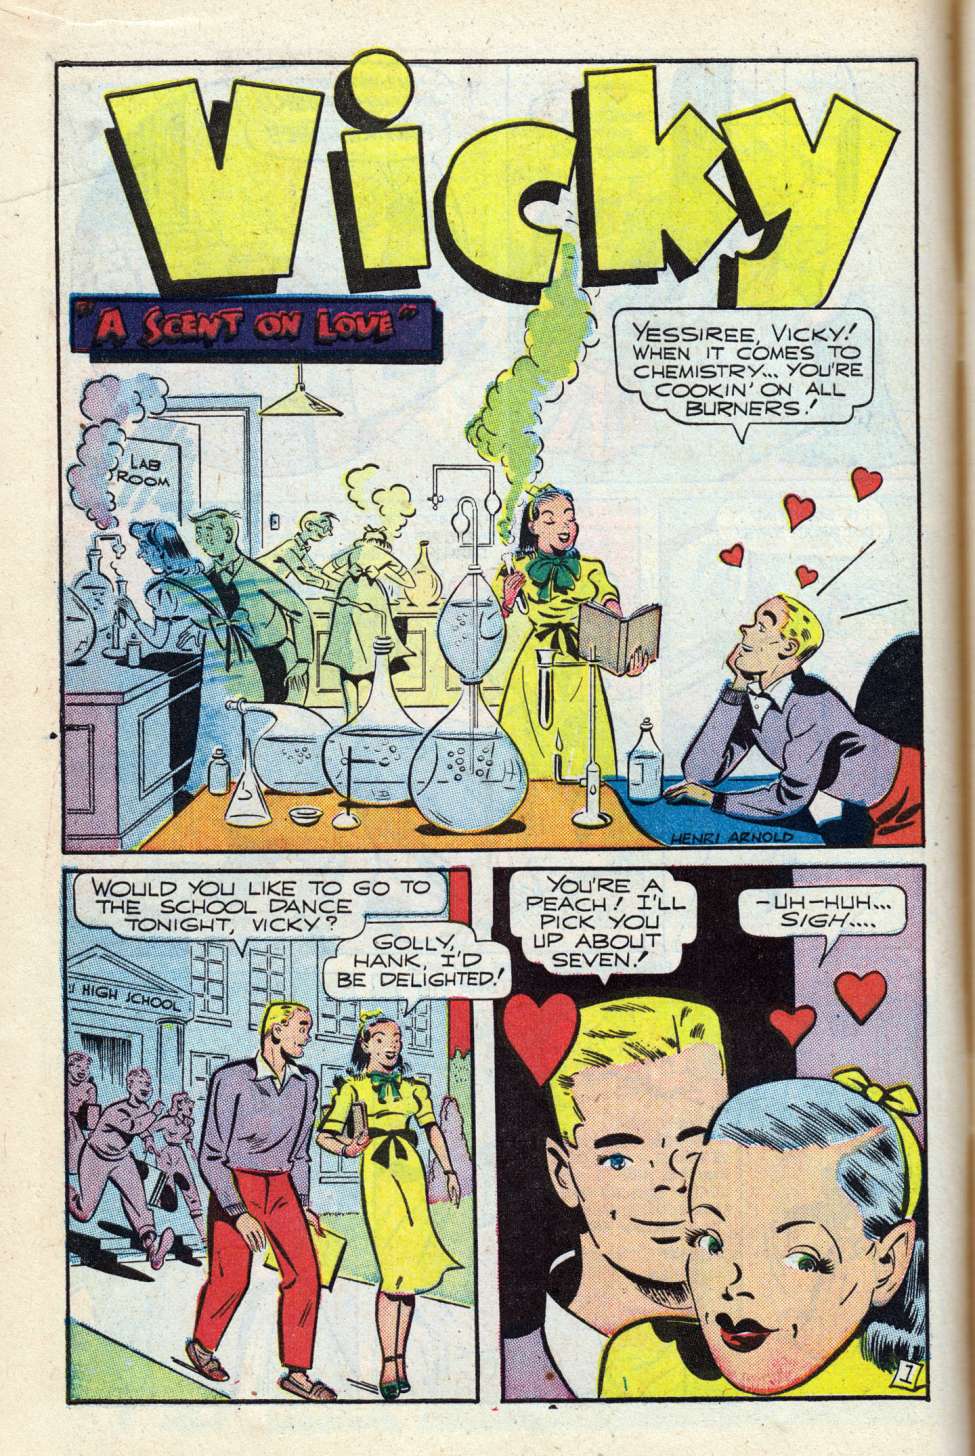 Vicky
"A SCENT ON LOVE"
YESSIREE, VICKY!
WHEN IT COMES TO
CHEMISTRY... YOU'RE
COOKIN' ON ALL
BURNERS!
LAB
ROOM
HENRI ARNOLD
WOULD YOU LIKE TO GO TO
THE SCHOOL DANCE
TONIGHT, VICKY?
GOLLY,
HANK, I'D
BE DELIGHTED!
HIGH SCHOOL
YOU'RE A
PEACH! I'LL
PICK YOU
UP ABOUT
SEVEN!
-UH-HUH...
SIGH....
1